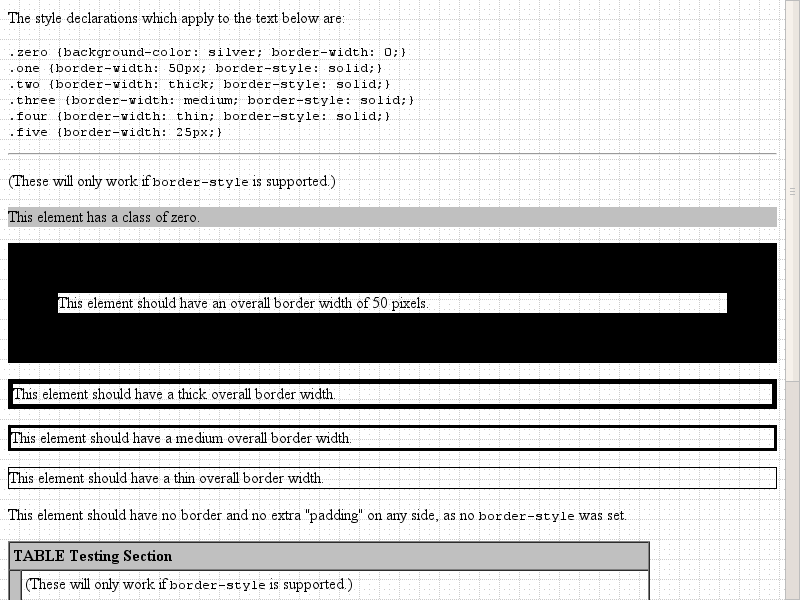 The style declarations which apply to the text below are:
.zero {background-color: silver; border-width: 0;}
.one {border-width: 50px; border-style: solid;}
.two {border-width: thick; border-style: solid;}
.three {border-width: medium; border-style: solid;}
.four {border-width: thin; border-style: solid;}
.five {border-width: 25px;}
(These will only work if border-style is supported.)
This element has a class of zero.
This element should have an overall border width of 50 pixels.
This element should have a thick overall border width.
This element should have a medium overall border width.
This element should have a thin overall border width.
This element should have no border and no extra "padding" on any side, as no border-style was set.
TABLE Testing Section
(These will only work if border-style is supported.)